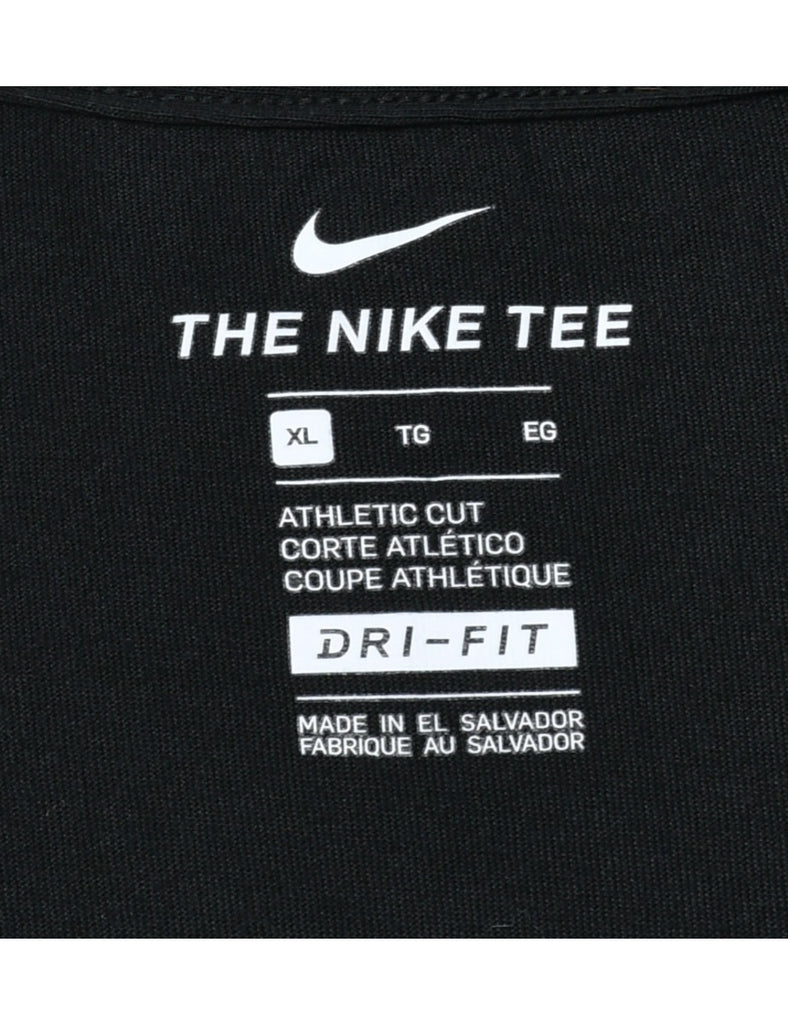 THE NIKE TEE
XL TG EG
ATHLETIC CUT
CORTE ATLÉTICO
COUPE ATHLÉTIQUE
DRI-FIT
MADE IN EL SALVADOR
FABRIQUE AU SALVADOR